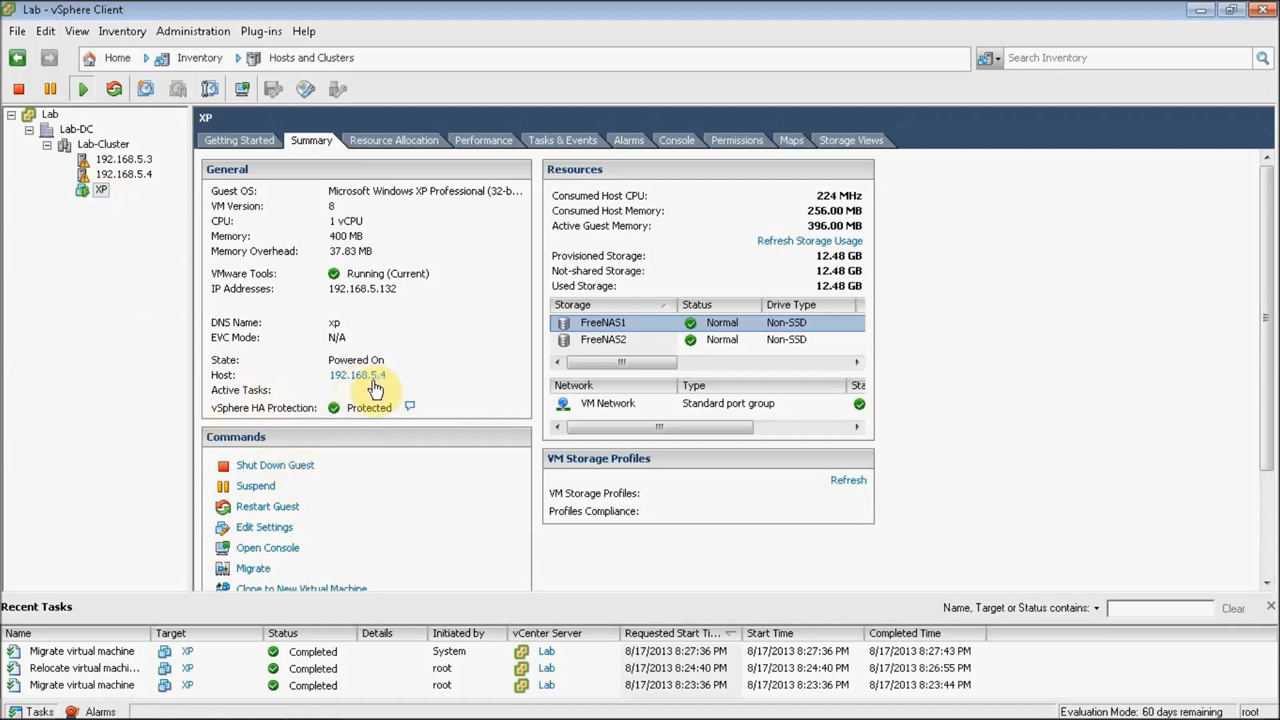 Lab - vSphere Client
File Edit View Inventory Administration Plug-ins Help
Home Inventory Hosts and Clusters Search Inventory
Lab
Lab-DC
Lab-Cluster
192.168.5.3
192.168.5.4
XP
XP
Getting Started Summary Resource Allocation Performance Tasks & Events Alarms Console Permissions Maps Storage Views
General
Guest OS: Microsoft Windows XP Professional (32-b...
VM Version: 8
CPU: 1 vCPU
Memory: 400 MB
Memory Overhead: 37.83 MB
VMware Tools: Running (Current)
IP Addresses: 192.168.5.132
DNS Name: xp
EVC Mode: N/A
State: Powered On
Host: 192.168.5.4
Active Tasks:
vSphere HA Protection: Protected
Commands
Shut Down Guest
Suspend
Restart Guest
Edit Settings
Open Console
Migrate
Clone to New Virtual Machine
Resources
Consumed Host CPU: 224 MHz
Consumed Host Memory: 256.00 MB
Active Guest Memory: 396.00 MB
Refresh Storage Usage
Provisioned Storage: 12.48 GB
Not-shared Storage: 12.48 GB
Used Storage: 12.48 GB
Storage Status Drive Type
FreeNAS1 Normal Non-SSD
FreeNAS2 Normal Non-SSD
Network Type Sta
VM Network Standard port group
VM Storage Profiles
Refresh
VM Storage Profiles:
Profiles Compliance:
Recent Tasks
Name, Target or Status contains: Clear
Name Target Status Details Initiated by vCenter Server Requested Start Ti... Start Time Completed Time
Migrate virtual machine XP Completed System Lab 8/17/2013 8:27:36 PM 8/17/2013 8:27:36 PM 8/17/2013 8:27:43 PM
Relocate virtual machi... XP Completed root Lab 8/17/2013 8:24:40 PM 8/17/2013 8:24:40 PM 8/17/2013 8:26:55 PM
Migrate virtual machine XP Completed root Lab 8/17/2013 8:23:36 PM 8/17/2013 8:23:36 PM 8/17/2013 8:23:44 PM
Tasks Alarms Evaluation Mode: 60 days remaining root